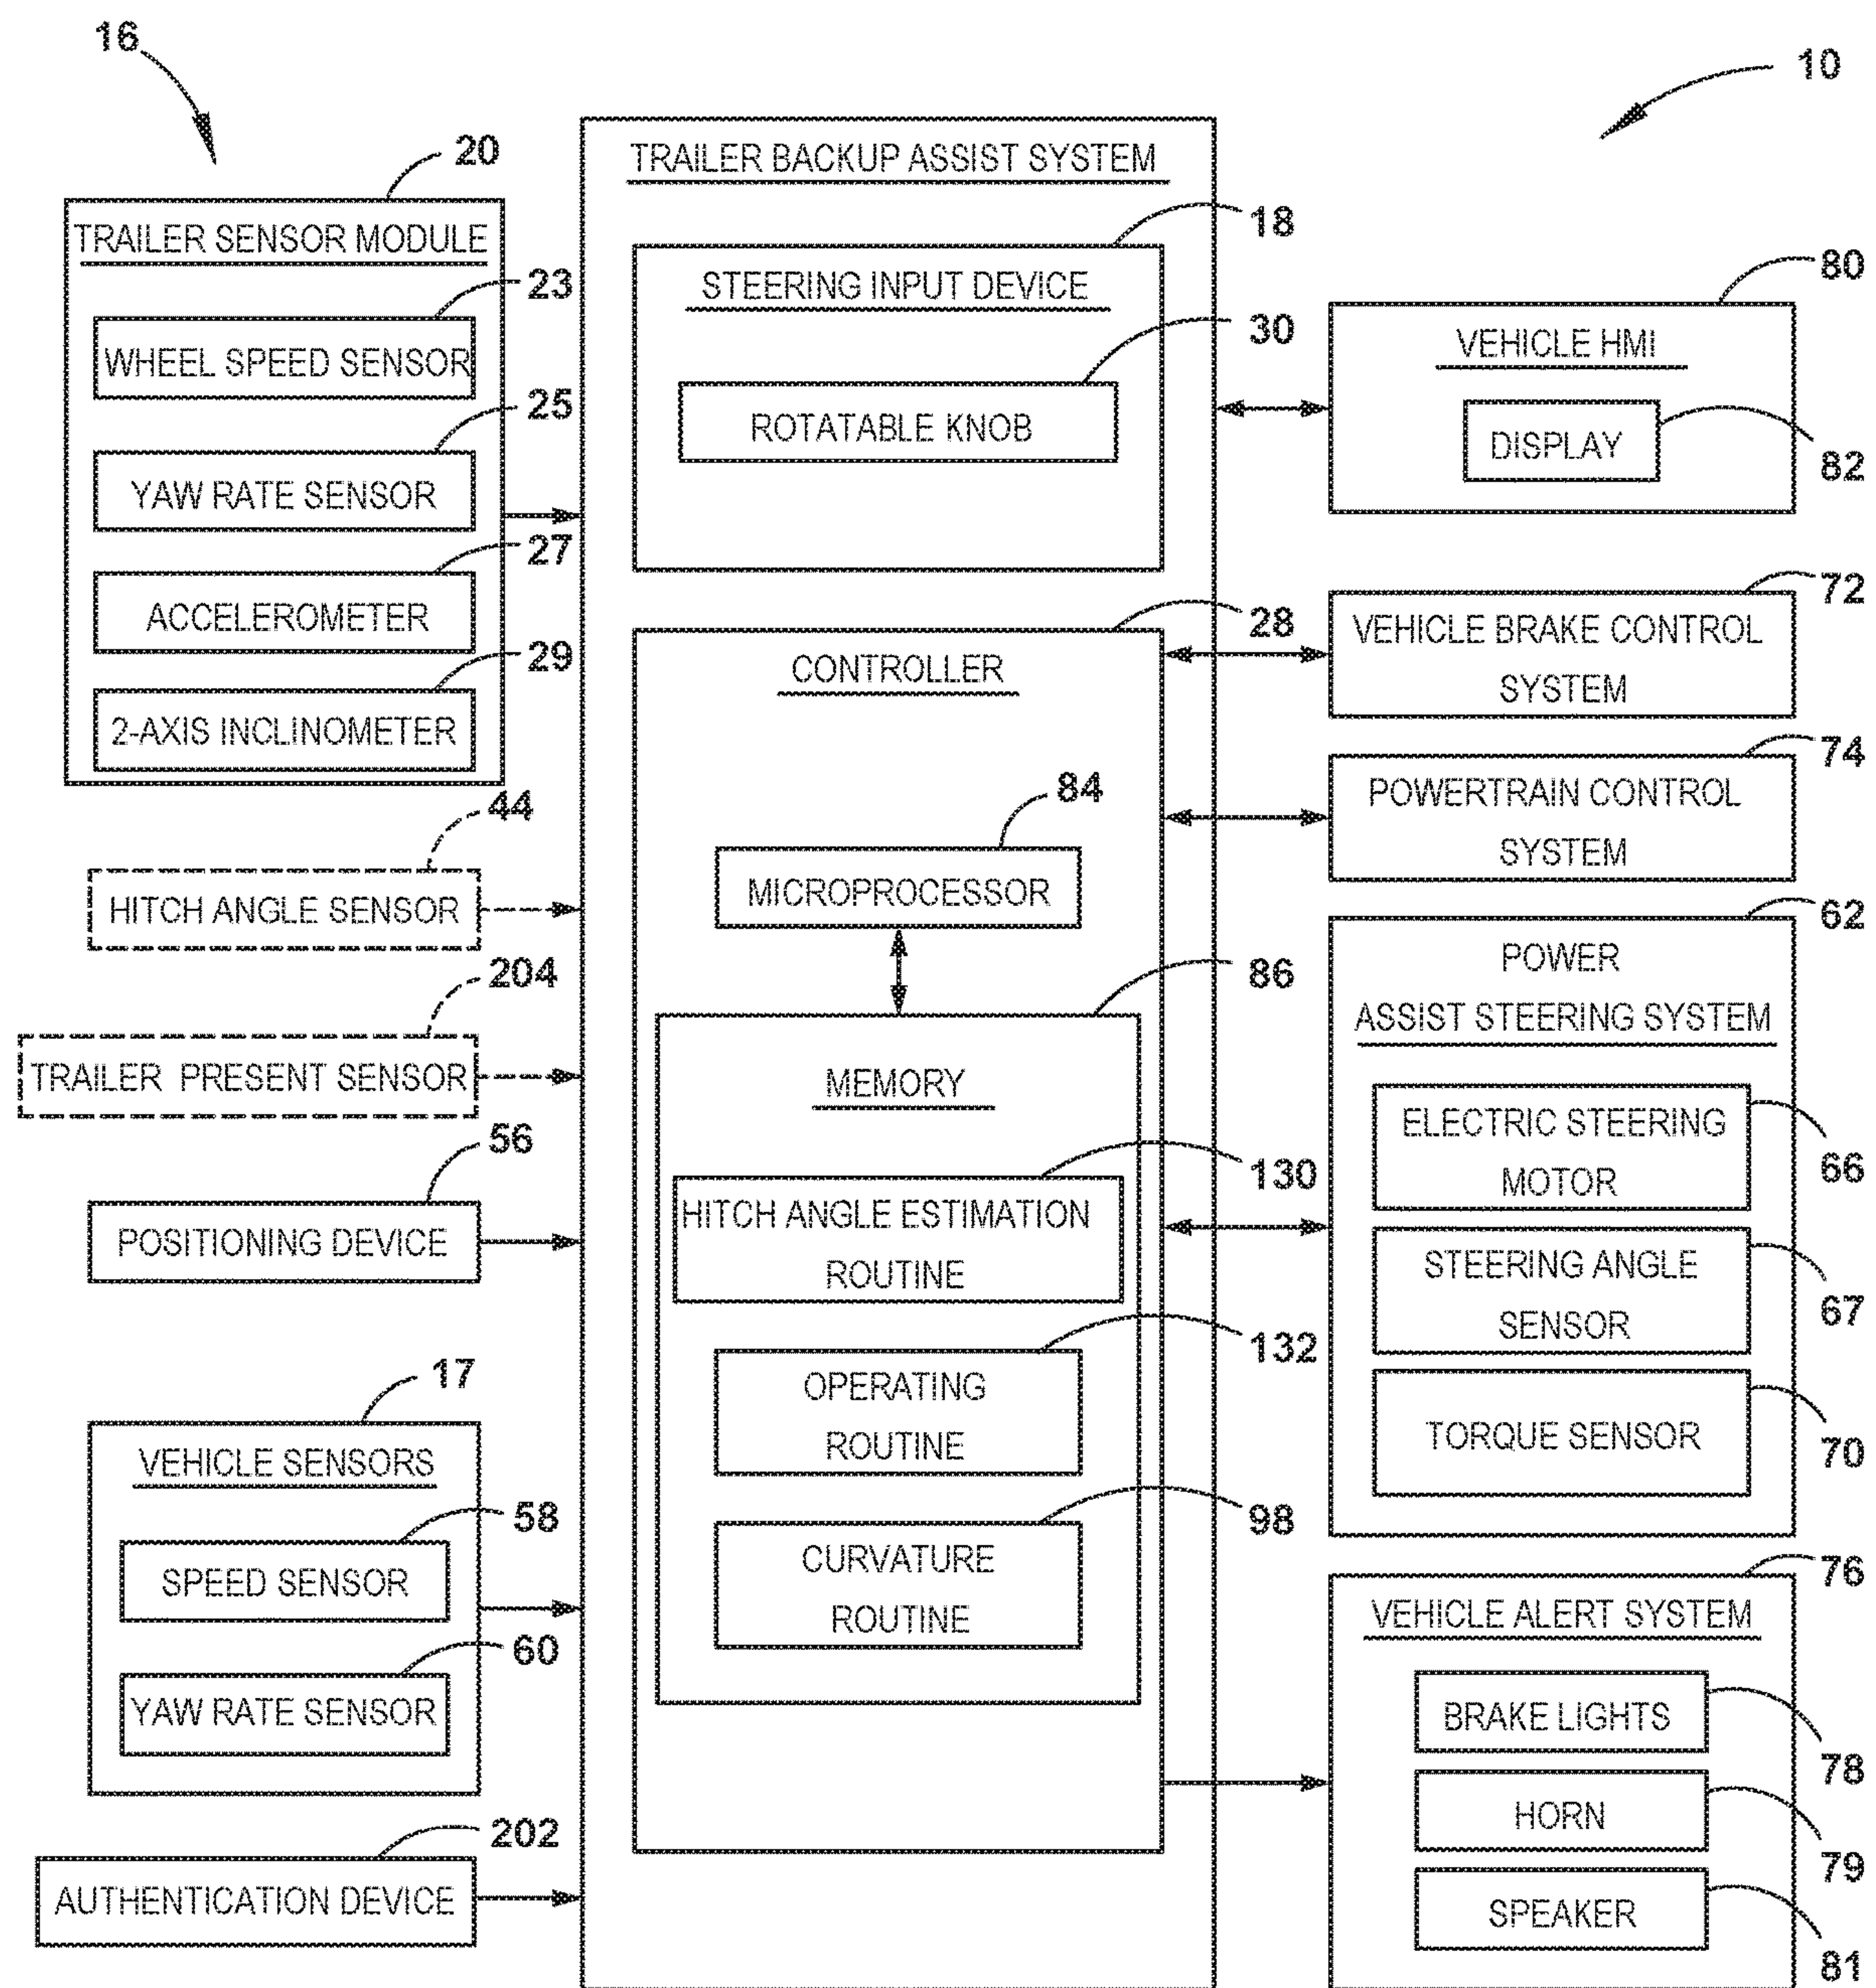 16
10
20
TRAILER SENSOR MODULE
23
WHEEL SPEED SENSOR
25
YAW RATE SENSOR
27
ACCELEROMETER
29
2-AXIS INCLINOMETER
44
HITCH ANGLE SENSOR
204
TRAILER PRESENT SENSOR
56
POSITIONING DEVICE
17
VEHICLE SENSORS
58
SPEED SENSOR
60
YAW RATE SENSOR
202
AUTHENTICATION DEVICE
TRAILER BACKUP ASSIST SYSTEM
18
STEERING INPUT DEVICE
30
ROTATABLE KNOB
28
CONTROLLER
84
MICROPROCESSOR
86
MEMORY
130
HITCH ANGLE ESTIMATION
ROUTINE
132
OPERATING
ROUTINE
98
CURVATURE
ROUTINE
80
VEHICLE HMI
DISPLAY
82
72
VEHICLE BRAKE CONTROL
SYSTEM
74
POWERTRAIN CONTROL
SYSTEM
62
POWER
ASSIST STEERING SYSTEM
ELECTRIC STEERING
MOTOR
66
STEERING ANGLE
SENSOR
67
TORQUE SENSOR
70
76
VEHICLE ALERT SYSTEM
BRAKE LIGHTS
78
HORN
79
SPEAKER
81